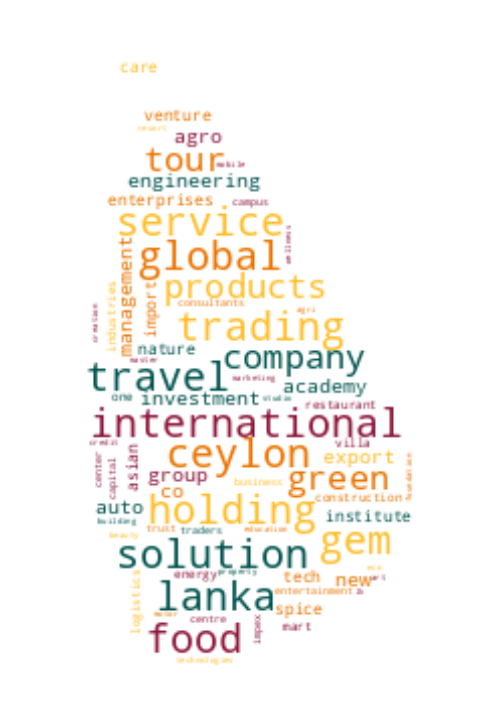 care
venture
resort
agro
tour
mobile
engineering
enterprises
campus
service
wellness
management
global
industries
import
products
consultants
creation
agri
trading
nature
company
master
travel
marketing
academy
one
investment
studio
restaurant
international
credit
villa
center
capital
asian
ceylon
export
foundation
group
business
green
co
construction
auto
holding
institute
building
trust
traders
education
beauty
gem
solution
energy
property
tech
new
eco
art
logistics
lanka
entertainment
spice
motor
centre
impex
mart
food
technologies